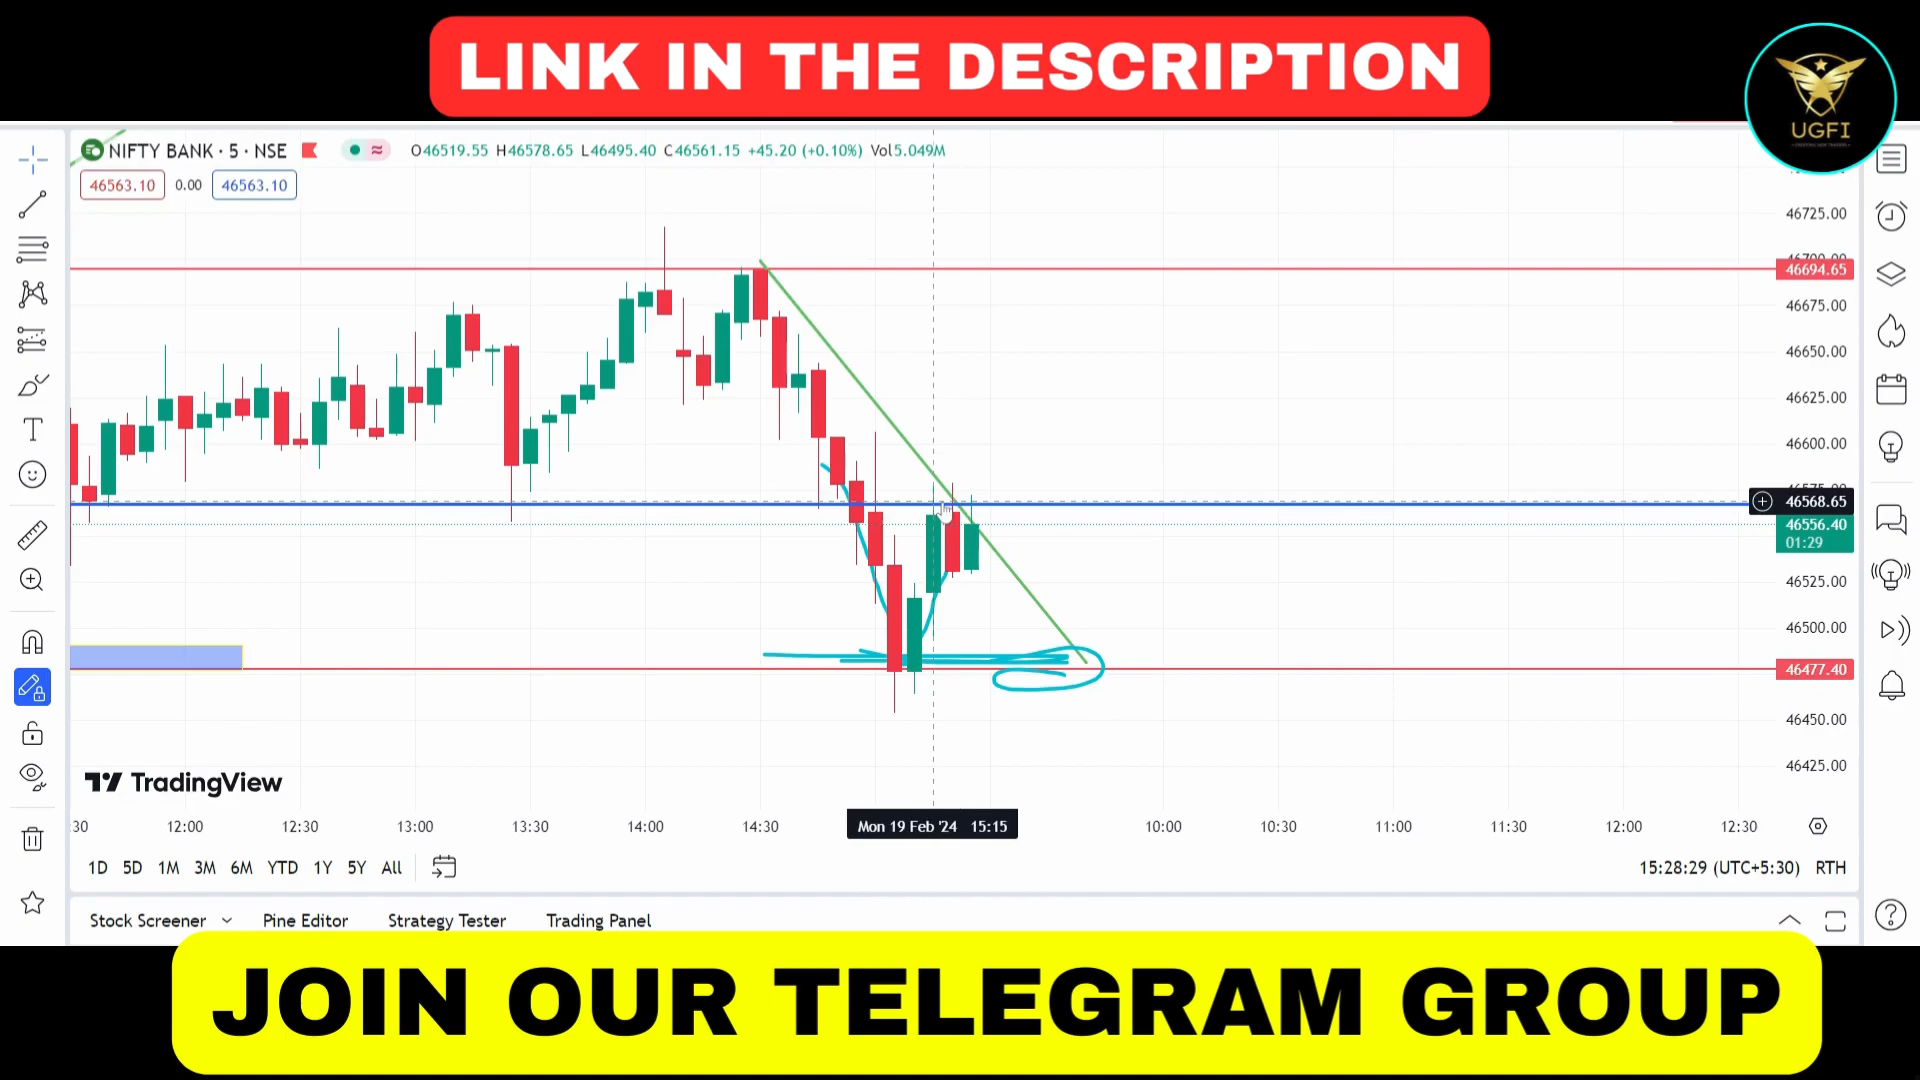 LINK IN THE DESCRIPTION
UGFI
NIFTY BANK · 5 · NSE
O46519.55 H46578.65 L46495.40 C46561.15 +45.20 (+0.10%) Vol5.049M
46563.10 0.00 46563.10
46725.00
46694.65
46675.00
46650.00
46625.00
46600.00
46568.65
46556.40
01:29
46525.00
46500.00
46477.40
46450.00
46425.00
TradingView
:30 12:00 12:30 13:00 13:30 14:00 14:30 Mon 19 Feb '24 15:15 10:00 10:30 11:00 11:30 12:00 12:30
1D 5D 1M 3M 6M YTD 1Y 5Y All
15:28:29 (UTC+5:30) RTH
Stock Screener Pine Editor Strategy Tester Trading Panel
JOIN OUR TELEGRAM GROUP